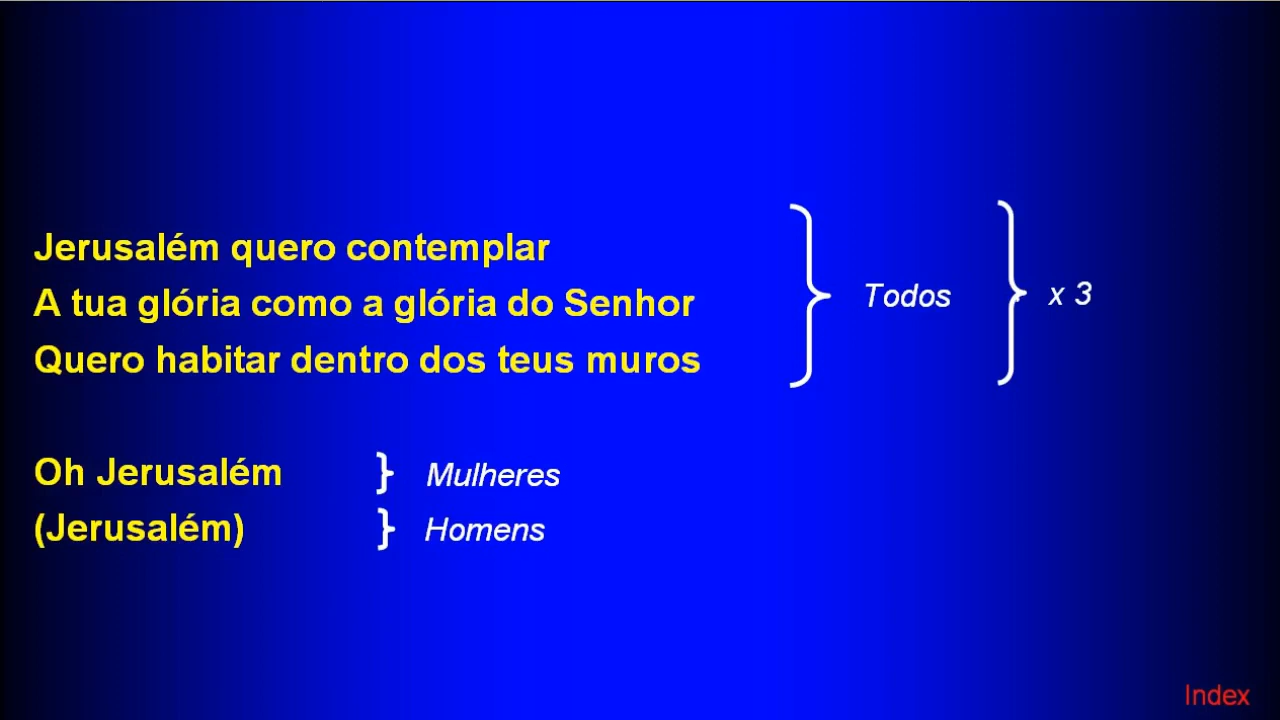 Jerusalém quero contemplar
A tua glória como a glória do Senhor
Quero habitar dentro dos teus muros
Todos
x 3
Oh Jerusalém } Mulheres
(Jerusalém) } Homens
Index